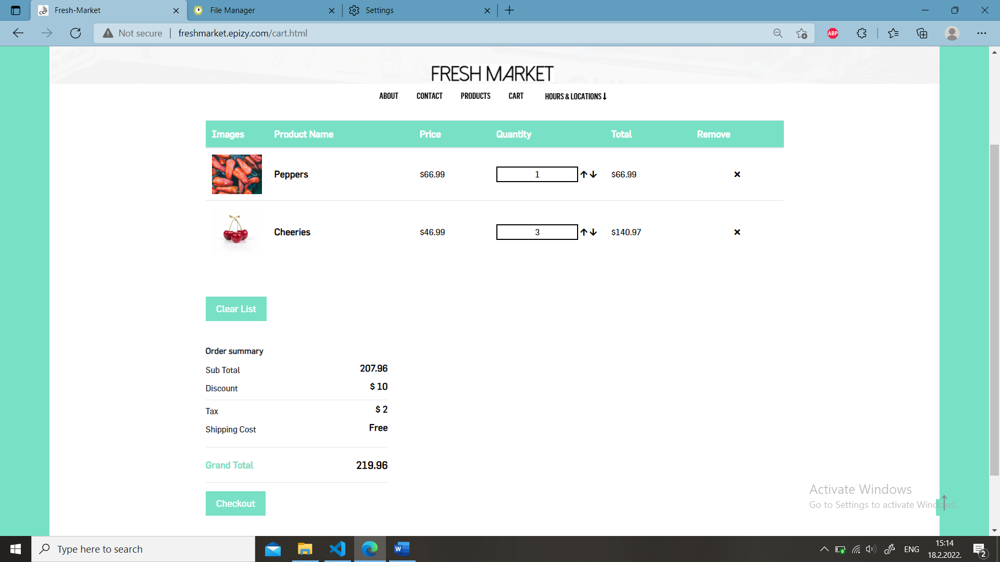 Fresh-Market
File Manager
Settings
Not secure
freshmarket.epizy.com/cart.html
ABP
FRESH MARKET
ABOUT CONTACT PRODUCTS CART HOURS & LOCATIONS
Images Product Name Price Quantity Total Remove
Peppers $66.99 1 $66.99
Cheeries $46.99 3 $140.97
Clear List
Order summary
Sub Total 207.96
Discount $ 10
Tax $ 2
Shipping Cost Free
Grand Total 219.96
Checkout
Activate Windows
Go to Settings to activate Windows.
Type here to search
W
ENG
15:14
18.2.2022.
2